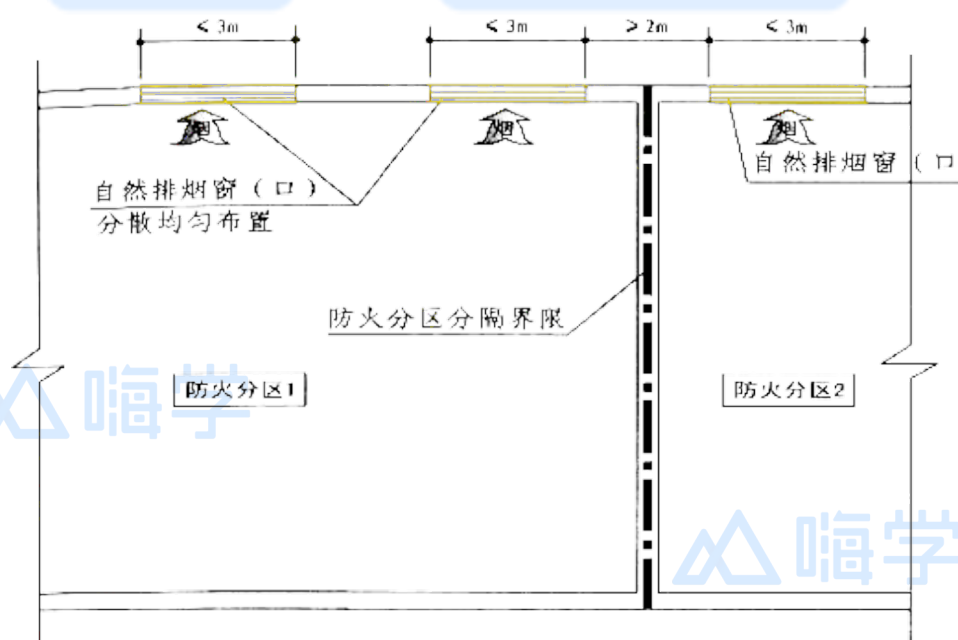 ≤ 3m
≤ 3m
≥ 2m
≤ 3m
烟
烟
烟
自然排烟窗（口）
分散均匀布置
自然排烟窗（口
防火分区分隔界限
防火分区1
防火分区2
嗨学
嗨学